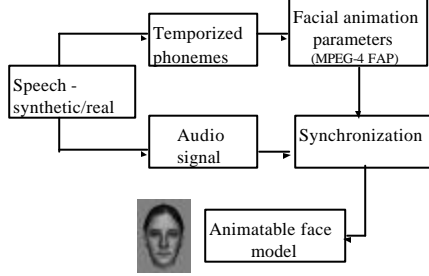 Temporized
phonemes
Facial animation
parameters
(MPEG-4 FAP)
Speech -
synthetic/real
Audio
signal
Synchronization
Animatable face
model